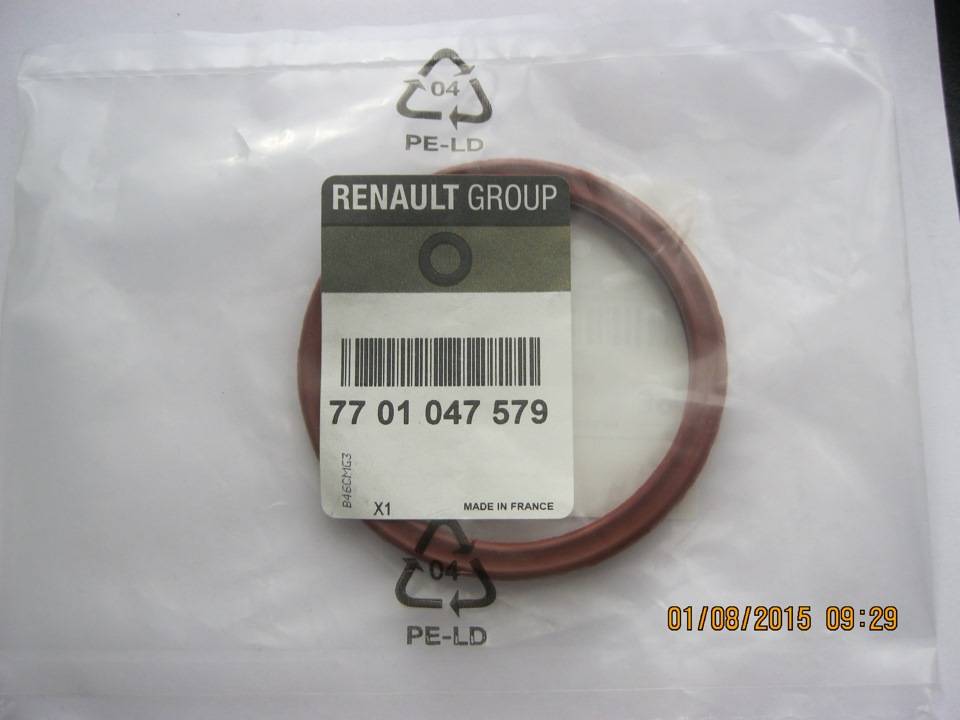 04
PE-LD
RENAULT GROUP
77 01 047 579
B46CMG3
X1
MADE IN FRANCE
04
PE-LD
01/08/2015 09:29